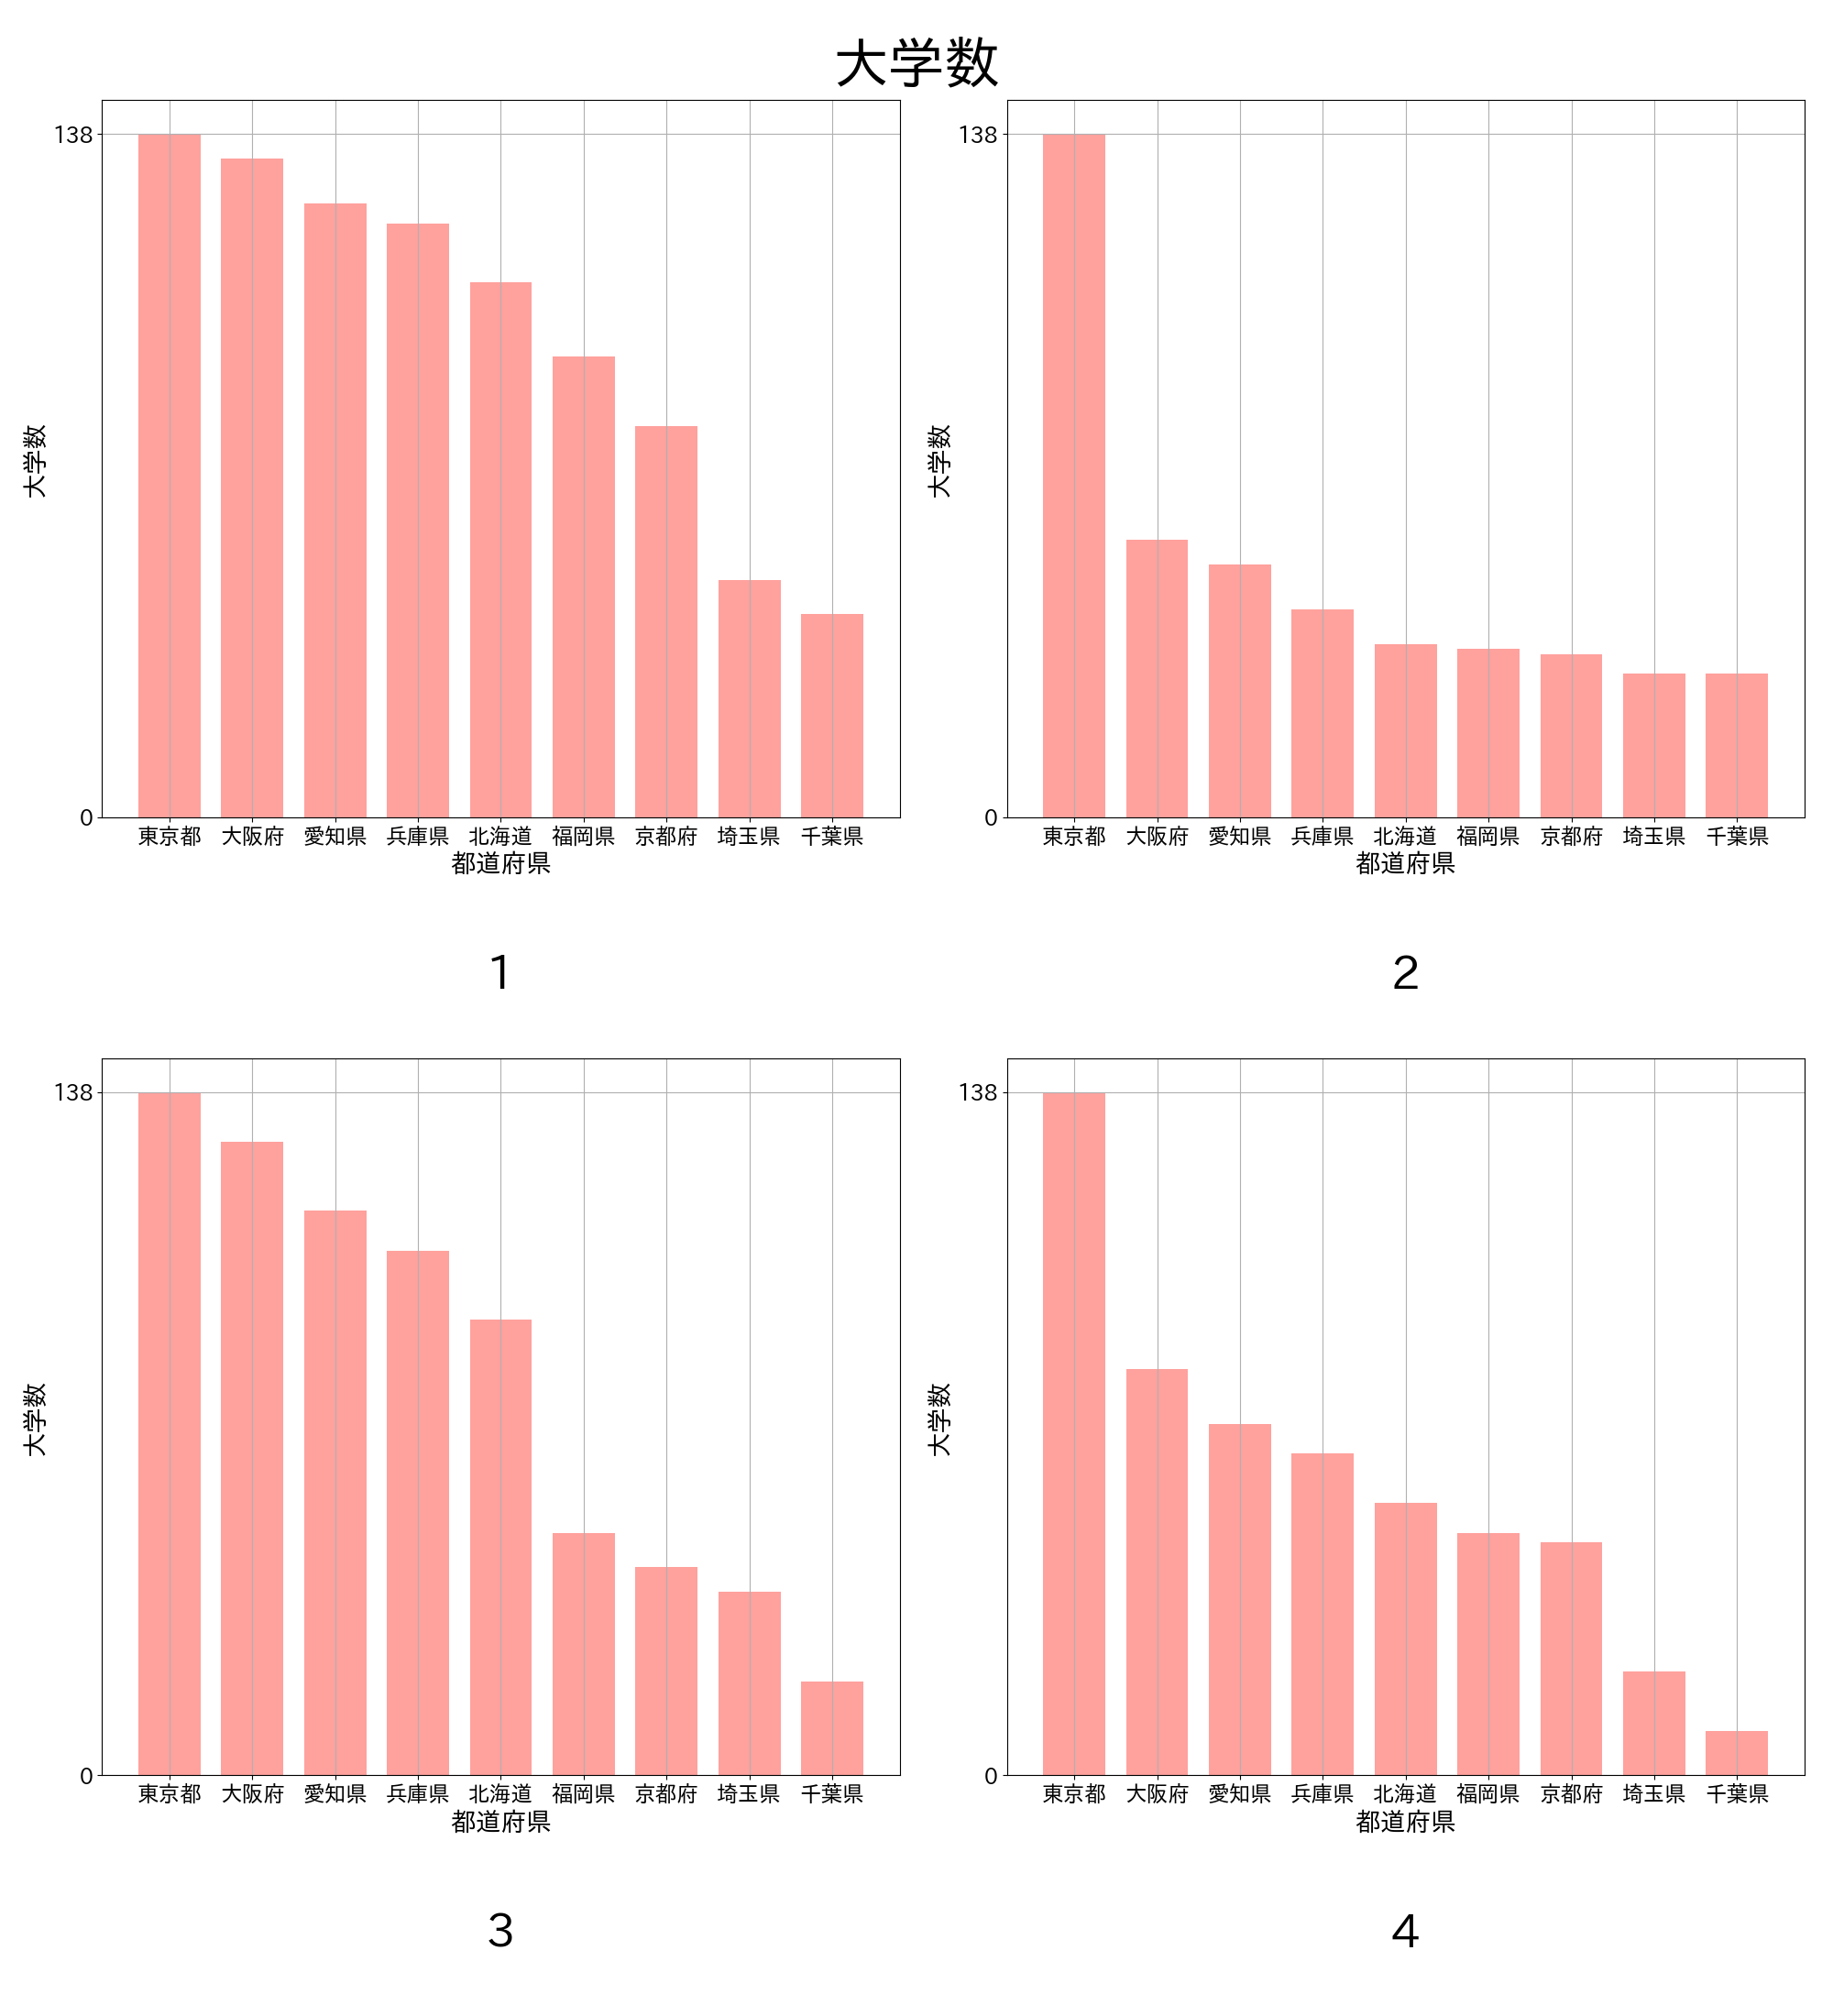 大学数
138
0
大学数
東京都 大阪府 愛知県 兵庫県 北海道 福岡県 京都府 埼玉県 千葉県
都道府県
1
138
0
大学数
東京都 大阪府 愛知県 兵庫県 北海道 福岡県 京都府 埼玉県 千葉県
都道府県
2
138
0
大学数
東京都 大阪府 愛知県 兵庫県 北海道 福岡県 京都府 埼玉県 千葉県
都道府県
3
138
0
大学数
東京都 大阪府 愛知県 兵庫県 北海道 福岡県 京都府 埼玉県 千葉県
都道府県
4